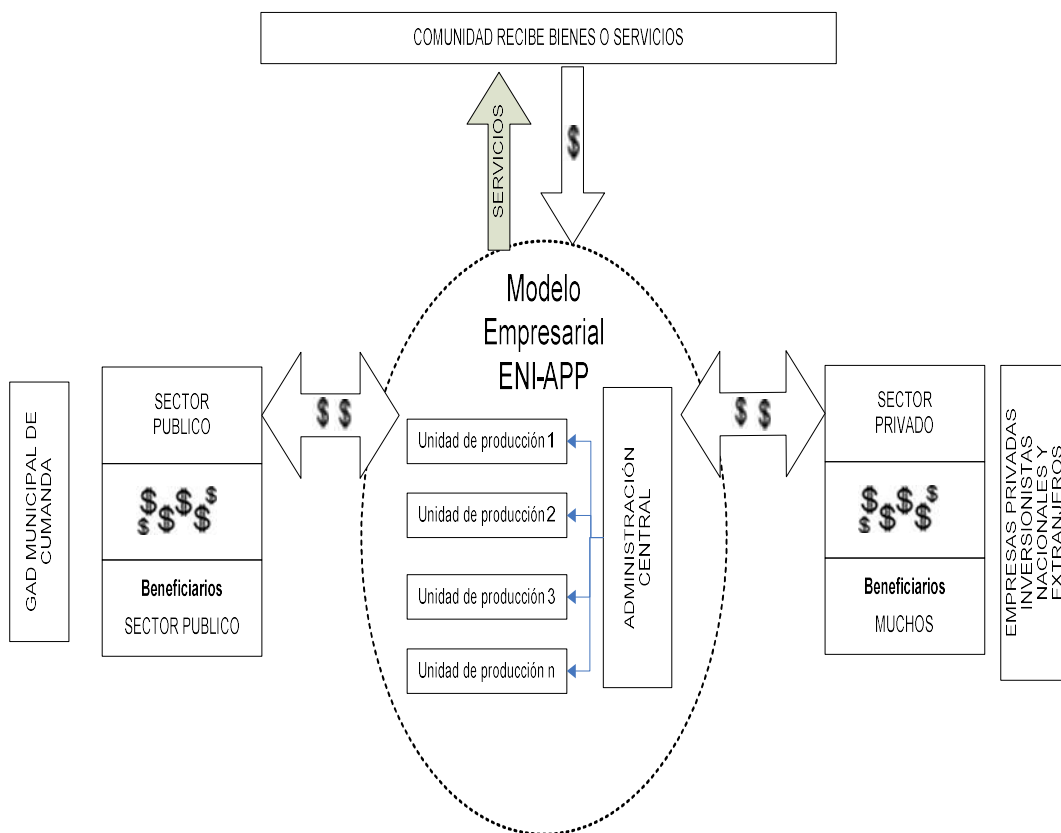 COMUNIDAD RECIBE BIENES O SERVICIOS
SERVICIOS
$
Modelo
Empresarial
ENI-APP
GAD MUNICIPAL DE
CUMANDA
SECTOR
PUBLICO
$ $
$$$$$$
Beneficiarios
SECTOR PUBLICO
Unidad de producción 1
Unidad de producción 2
Unidad de producción 3
Unidad de producción n
ADMINISTRACIÓN
CENTRAL
$ $
SECTOR
PRIVADO
$$$$$$
Beneficiarios
MUCHOS
EMPRESAS PRIVADAS
INVERSIONISTAS
NACIONALES Y
EXTRANJEROS